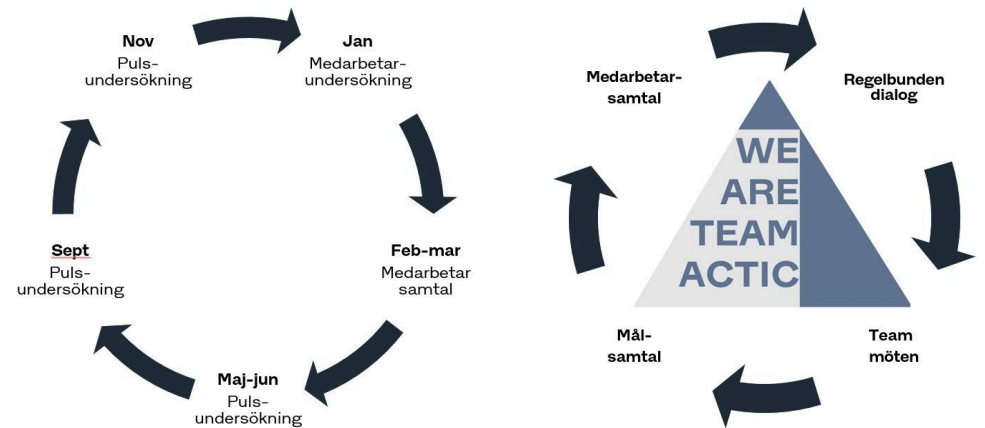 Nov
Puls-
undersökning
Jan
Medarbetar-
undersökning
Feb-mar
Medarbetar
samtal
Maj-jun
Puls-
undersökning
Sept
Puls-
undersökning
Medarbetar-
samtal
Regelbunden
dialog
WE
ARE
TEAM
ACTIC
Mål-
samtal
Team
möten